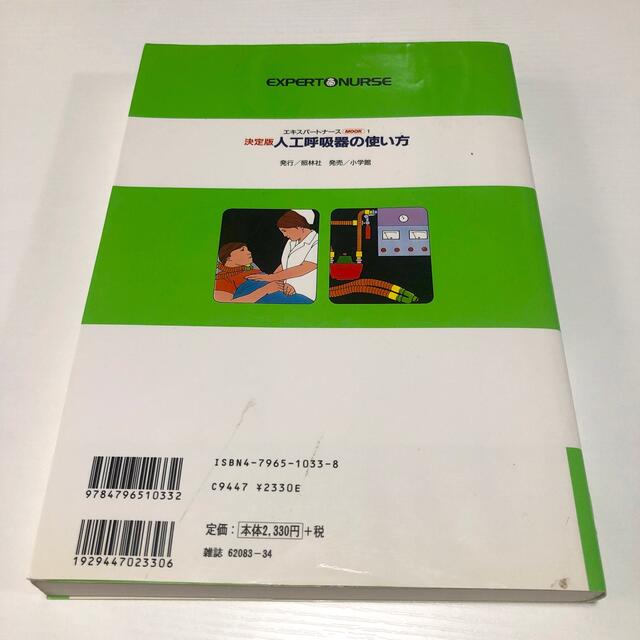 EXPERT NURSE
エキスパートナース MOOK 1
決定版 人工呼吸器の使い方
発行/照林社 発売/小学館
ISBN4-7965-1033-8
C9447 ¥2330E
9784796510332
定価:本体2,330円+税
雑誌 62083-34
1929447023306